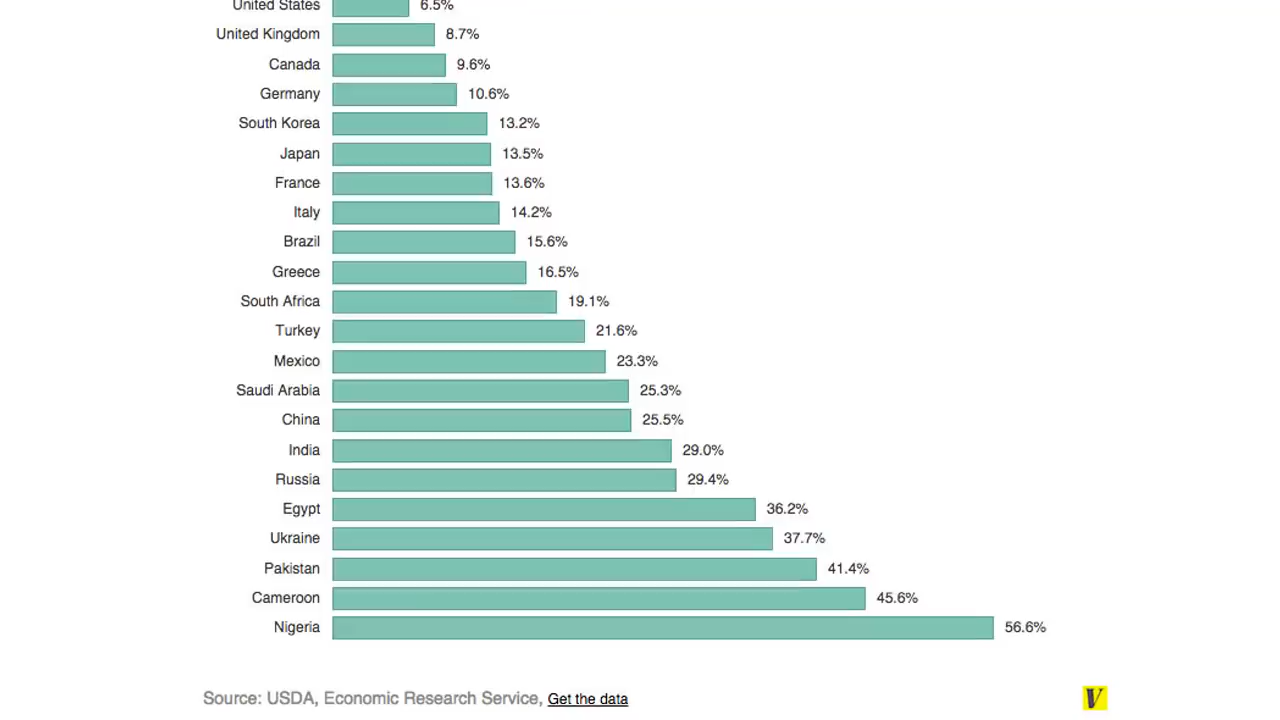 United States 6.5%
United Kingdom 8.7%
Canada 9.6%
Germany 10.6%
South Korea 13.2%
Japan 13.5%
France 13.6%
Italy 14.2%
Brazil 15.6%
Greece 16.5%
South Africa 19.1%
Turkey 21.6%
Mexico 23.3%
Saudi Arabia 25.3%
China 25.5%
India 29.0%
Russia 29.4%
Egypt 36.2%
Ukraine 37.7%
Pakistan 41.4%
Cameroon 45.6%
Nigeria 56.6%
Source: USDA, Economic Research Service, Get the data
V